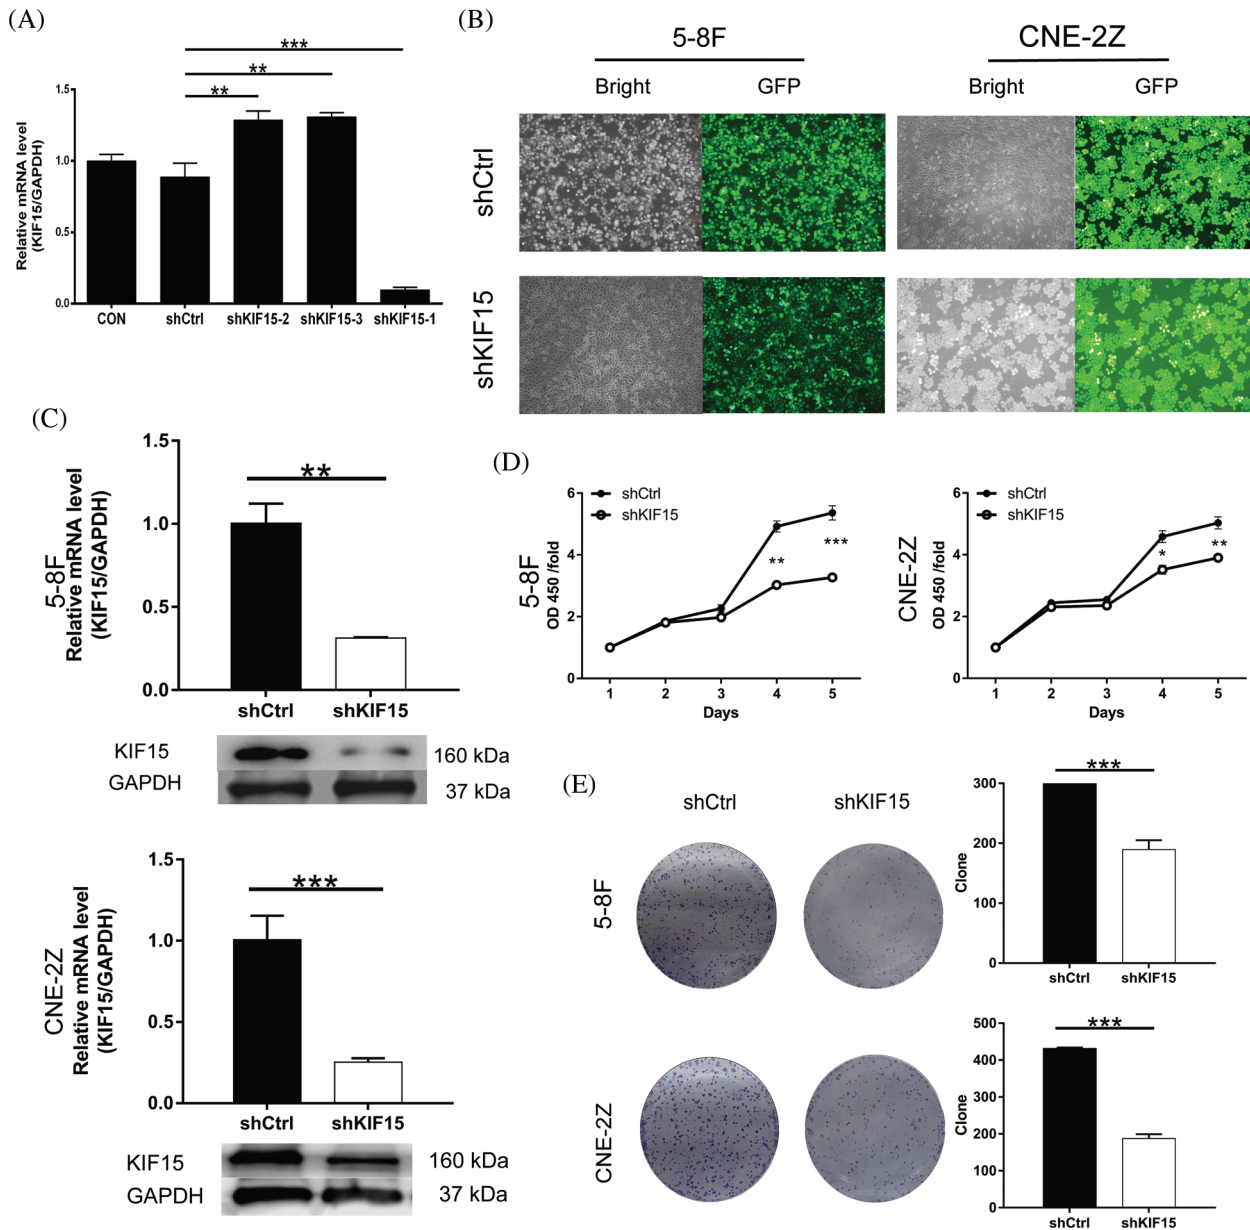 (A)
***
**
**
Relative mRNA level
(KIF15/GAPDH)
1.5
1.0
0.5
0.0
CON shCtrl shKIF15-2 shKIF15-3 shKIF15-1
(B)
5-8F CNE-2Z
Bright GFP Bright GFP
shCtrl
shKIF15
(C)
5-8F
Relative mRNA level
(KIF15/GAPDH)
1.5
1.0
0.5
0.0
**
shCtrl shKIF15
KIF15 160 kDa
GAPDH 37 kDa
CNE-2Z
Relative mRNA level
(KIF15/GAPDH)
1.5
1.0
0.5
0.0
***
shCtrl shKIF15
KIF15 160 kDa
GAPDH 37 kDa
(D)
5-8F
OD 450 /fold
6
4
2
0
shCtrl
shKIF15
**
***
1 2 3 4 5
Days
CNE-2Z
OD 450 /fold
6
4
2
0
shCtrl
shKIF15
*
**
1 2 3 4 5
Days
(E)
shCtrl shKIF15
5-8F
Clone
300
200
100
0
***
shCtrl shKIF15
CNE-2Z
Clone
500
400
300
200
100
0
***
shCtrl shKIF15